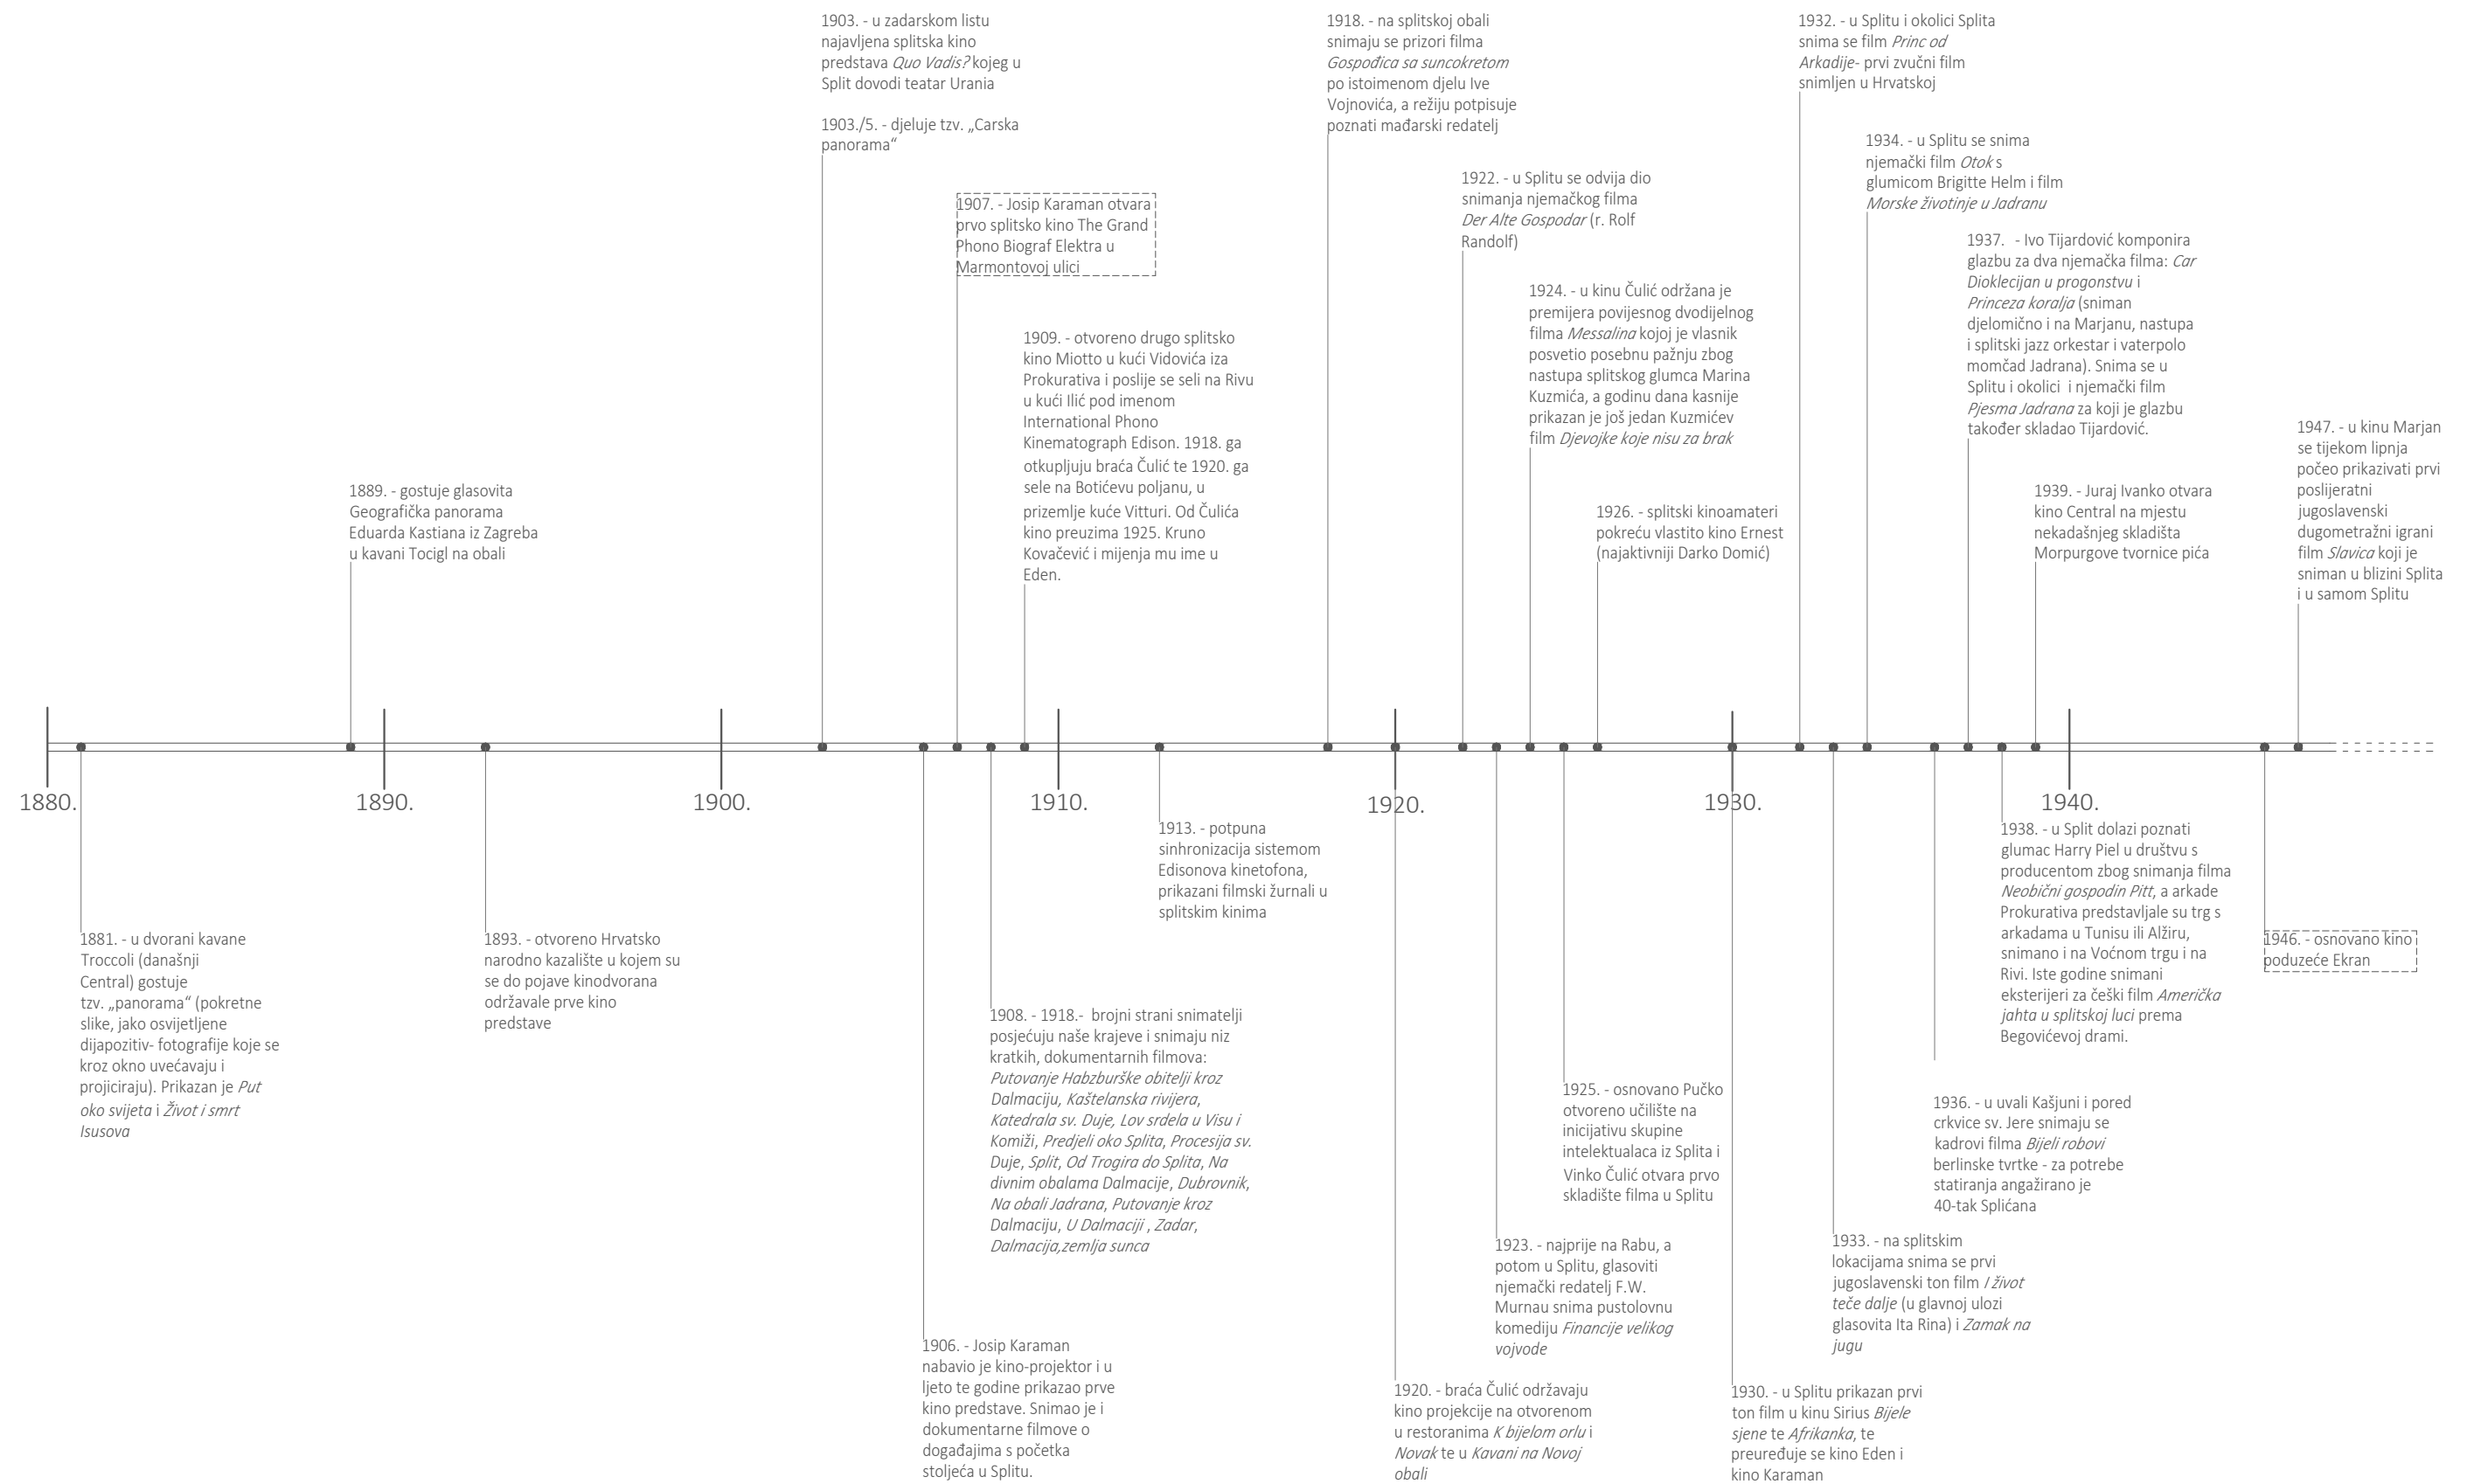 1903. - u zadarskom listu
najavljena splitska kino
predstava Quo Vadis? kojeg u
Split dovodi teatar Urania
1903./5. - djeluje tzv. „Carska
panorama“
1918. - na splitskoj obali
snimaju se prizori filma
Gospođica sa suncokretom
po istoimenom djelu Ive
Vojnovića, a režiju potpisuje
poznati mađarski redatelj
1932. - u Splitu i okolici Splita
snima se film Princ od
Arkadije- prvi zvučni film
snimljen u Hrvatskoj
1934. - u Splitu se snima
njemački film Otok s
glumicom Brigitte Helm i film
Morske životinje u Jadranu
1907. - Josip Karaman otvara
prvo splitsko kino The Grand
Phono Biograf Elektra u
Marmontovoj ulici
1922. - u Splitu se odvija dio
snimanja njemačkog filma
Der Alte Gospodar (r. Rolf
Randolf)
1937. - Ivo Tijardović komponira
glazbu za dva njemačka filma: Car
Dioklecijan u progonstvu i
Princeza koralja (sniman
djelomično i na Marjanu, nastupa
i splitski jazz orkestar i vaterpolo
momčad Jadrana). Snima se u
Splitu i okolici i njemački film
Pjesma Jadrana za koji je glazbu
također skladao Tijardović.
1924. - u kinu Čulić održana je
premijera povijesnog dvodijelnog
filma Messalina kojoj je vlasnik
posvetio posebnu pažnju zbog
nastupa splitskog glumca Marina
Kuzmića, a godinu dana kasnije
prikazan je još jedan Kuzmićev
film Djevojke koje nisu za brak
1909. - otvoreno drugo splitsko
kino Miotto u kući Vidovića iza
Prokurativa i poslije se seli na Rivu
u kući Ilić pod imenom
International Phono
Kinematograph Edison. 1918. ga
otkupljuju braća Čulić te 1920. ga
sele na Botićevu poljanu, u
prizemlje kuće Vitturi. Od Čulića
kino preuzima 1925. Kruno
Kovačević i mijenja mu ime u
Eden.
1947. - u kinu Marjan
se tijekom lipnja
počeo prikazivati prvi
poslijeratni
jugoslavenski
dugometražni igrani
film Slavica koji je
sniman u blizini Splita
i u samom Splitu
1889. - gostuje glasovita
Geografička panorama
Eduarda Kastiana iz Zagreba
u kavani Tocigl na obali
1926. - splitski kinoamateri
pokreću vlastito kino Ernest
(najaktivniji Darko Domić)
1939. - Juraj Ivanko otvara
kino Central na mjestu
nekadašnjeg skladišta
Morpurgove tvornice pića
1880.
1890.
1900.
1910.
1920.
1930.
1940.
1881. - u dvorani kavane
Troccoli (današnji
Central) gostuje
tzv. „panorama“ (pokretne
slike, jako osvijetljene
dijapozitiv- fotografije koje se
kroz okno uvećavaju i
projiciraju). Prikazan je Put
oko svijeta i Život i smrt
Isusova
1893. - otvoreno Hrvatsko
narodno kazalište u kojem su
se do pojave kinodvorana
održavale prve kino
predstave
1913. - potpuna
sinhronizacija sistemom
Edisonova kinetofona,
prikazani filmski žurnali u
splitskim kinima
1938. - u Split dolazi poznati
glumac Harry Piel u društvu s
producentom zbog snimanja filma
Neobični gospodin Pitt, a arkade
Prokurativa predstavljale su trg s
arkadama u Tunisu ili Alžiru,
snimano i na Voćnom trgu i na
Rivi. Iste godine snimani
eksterijeri za češki film Američka
jahta u splitskoj luci prema
Begovićevoj drami.
1946. - osnovano kino
poduzeće Ekran
1908. - 1918.- brojni strani snimatelji
posjećuju naše krajeve i snimaju niz
kratkih, dokumentarnih filmova:
Putovanje Habzburške obitelji kroz
Dalmaciju, Kaštelanska rivijera,
Katedrala sv. Duje, Lov srdela u Visu i
Komiži, Predjeli oko Splita, Procesija sv.
Duje, Split, Od Trogira do Splita, Na
divnim obalama Dalmacije, Dubrovnik,
Na obali Jadrana, Putovanje kroz
Dalmaciju, U Dalmaciji , Zadar,
Dalmacija,zemlja sunca
1925. - osnovano Pučko
otvoreno učilište na
inicijativu skupine
intelektualaca iz Splita i
Vinko Čulić otvara prvo
skladište filma u Splitu
1936. - u uvali Kašjuni i pored
crkvice sv. Jere snimaju se
kadrovi filma Bijeli robovi
berlinske tvrtke - za potrebe
statiranja angažirano je
40-tak Splićana
1923. - najprije na Rabu, a
potom u Splitu, glasoviti
njemački redatelj F.W.
Murnau snima pustolovnu
komediju Financije velikog
vojvode
1933. - na splitskim
lokacijama snima se prvi
jugoslavenski ton film I život
teče dalje (u glavnoj ulozi
glasovita Ita Rina) i Zamak na
jugu
1906. - Josip Karaman
nabavio je kino-projektor i u
ljeto te godine prikazao prve
kino predstave. Snimao je i
dokumentarne filmove o
događajima s početka
stoljeća u Splitu.
1920. - braća Čulić održavaju
kino projekcije na otvorenom
u restoranima K bijelom orlu i
Novak te u Kavani na Novoj
obali
1930. - u Splitu prikazan prvi
ton film u kinu Sirius Bijele
sjene te Afrikanka, te
preuređuje se kino Eden i
kino Karaman